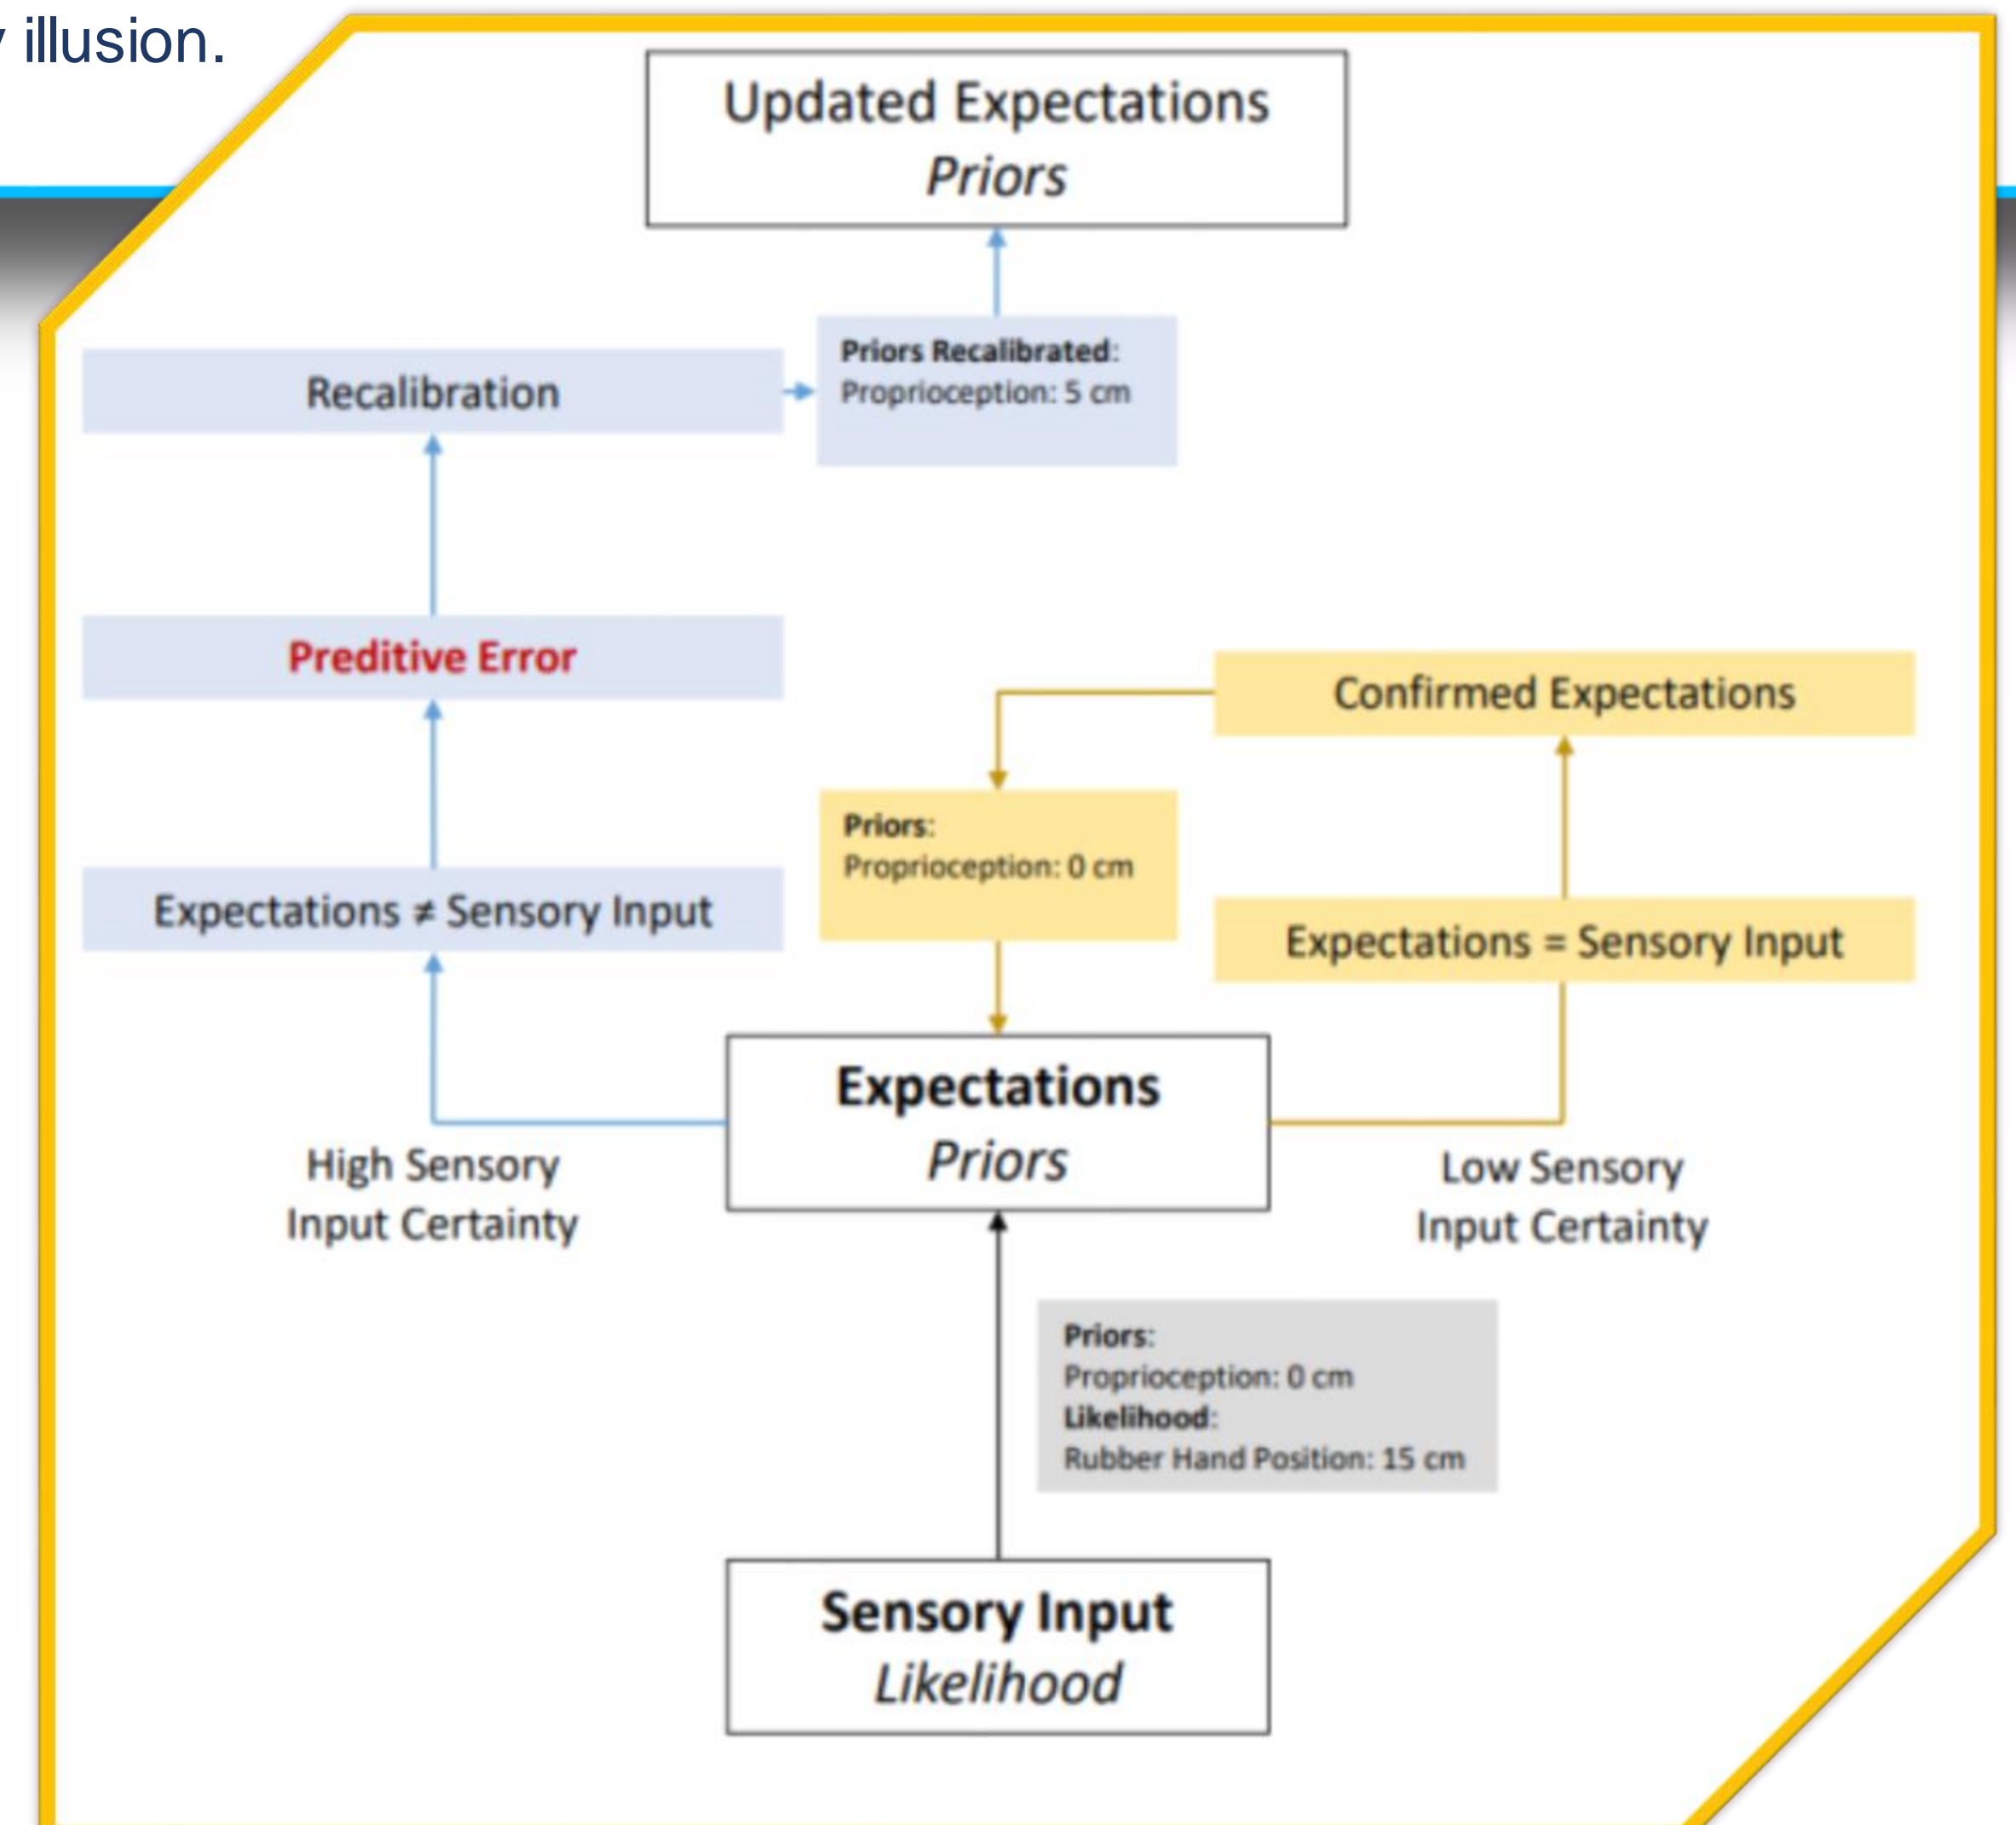 illusion.
Updated Expectations
Priors
Recalibration
Priors Recalibrated:
Proprioception: 5 cm
Preditive Error
Confirmed Expectations
Priors:
Proprioception: 0 cm
Expectations ≠ Sensory Input
Expectations = Sensory Input
Expectations
Priors
High Sensory
Input Certainty
Low Sensory
Input Certainty
Priors:
Proprioception: 0 cm
Likelihood:
Rubber Hand Position: 15 cm
Sensory Input
Likelihood